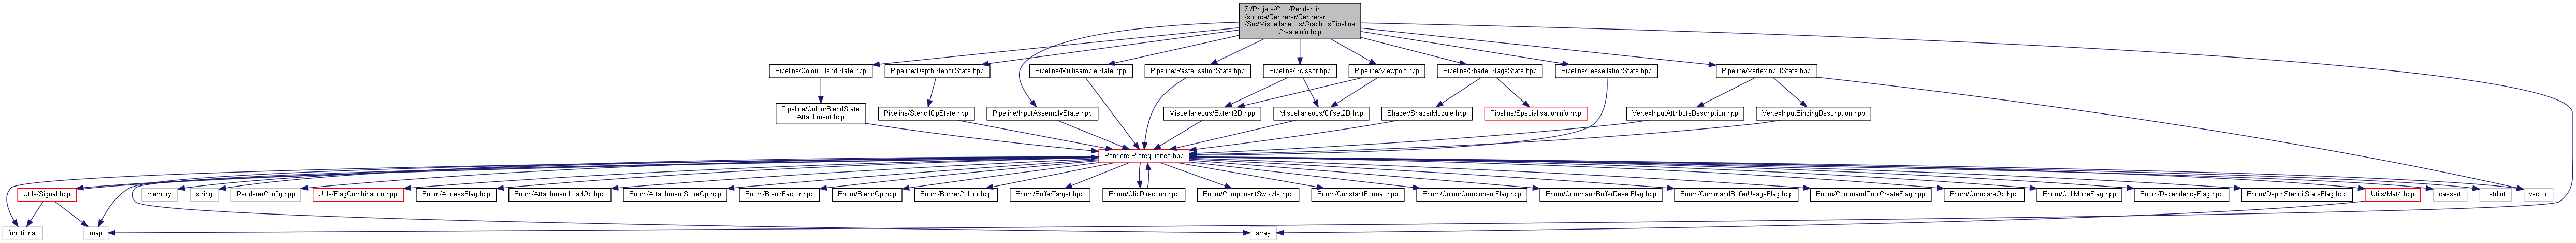 Z:/Projets/C++/RenderLib
/source/Renderer/Renderer
/Src/Miscellaneous/GraphicsPipeline
CreateInfo.hpp
Pipeline/ColourBlendState.hpp
Pipeline/DepthStencilState.hpp
Pipeline/MultisampleState.hpp
Pipeline/RasterisationState.hpp
Pipeline/Scissor.hpp
Pipeline/Viewport.hpp
Pipeline/ShaderStageState.hpp
Pipeline/TessellationState.hpp
Pipeline/VertexInputState.hpp
Pipeline/ColourBlendState
Attachment.hpp
Pipeline/StencilOpState.hpp
Pipeline/InputAssemblyState.hpp
Miscellaneous/Extent2D.hpp
Miscellaneous/Offset2D.hpp
Shader/ShaderModule.hpp
Pipeline/SpecialisationInfo.hpp
VertexInputAttributeDescription.hpp
VertexInputBindingDescription.hpp
RendererPrerequisites.hpp
Utils/Signal.hpp
memory
string
RendererConfig.hpp
Utils/FlagCombination.hpp
Enum/AccessFlag.hpp
Enum/AttachmentLoadOp.hpp
Enum/AttachmentStoreOp.hpp
Enum/BlendFactor.hpp
Enum/BlendOp.hpp
Enum/BorderColour.hpp
Enum/BufferTarget.hpp
Enum/ClipDirection.hpp
Enum/ComponentSwizzle.hpp
Enum/ConstantFormat.hpp
Enum/ColourComponentFlag.hpp
Enum/CommandBufferResetFlag.hpp
Enum/CommandBufferUsageFlag.hpp
Enum/CommandPoolCreateFlag.hpp
Enum/CompareOp.hpp
Enum/CullModeFlag.hpp
Enum/DependencyFlag.hpp
Enum/DepthStencilStateFlag.hpp
Utils/Mat4.hpp
cassert
cstdint
vector
functional
map
array